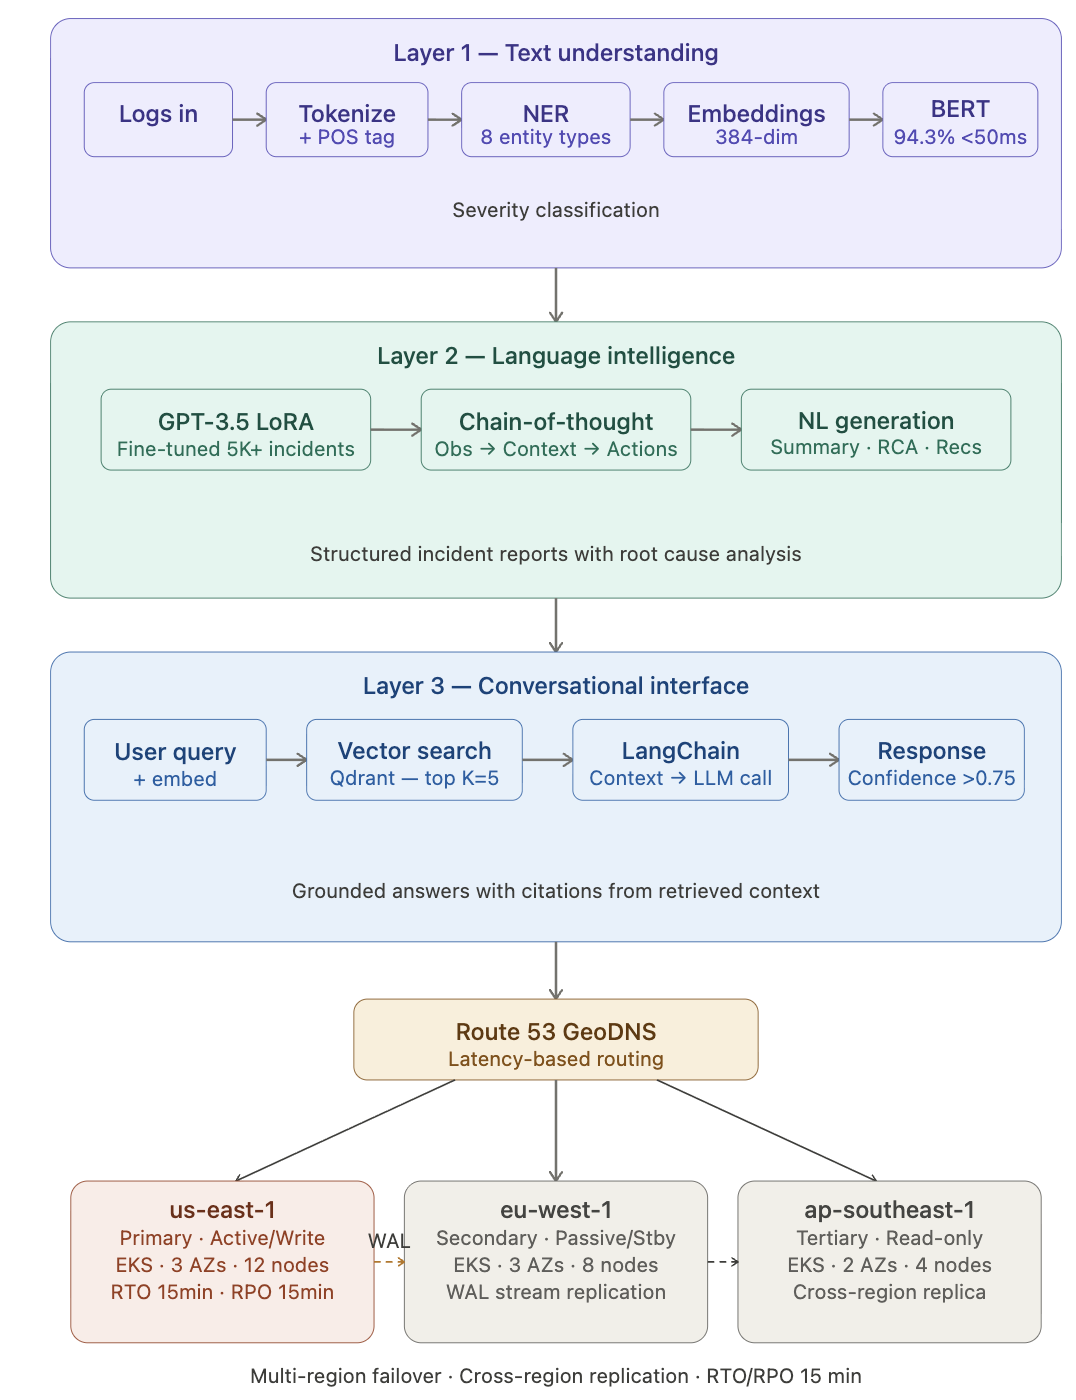 Layer 1 — Text understanding
Logs in
Tokenize
+ POS tag
NER
8 entity types
Embeddings
384-dim
BERT
94.3% <50ms
Severity classification
Layer 2 — Language intelligence
GPT-3.5 LoRA
Fine-tuned 5K+ incidents
Chain-of-thought
Obs → Context → Actions
NL generation
Summary · RCA · Recs
Structured incident reports with root cause analysis
Layer 3 — Conversational interface
User query
+ embed
Vector search
Qdrant — top K=5
LangChain
Context → LLM call
Response
Confidence >0.75
Grounded answers with citations from retrieved context
Route 53 GeoDNS
Latency-based routing
us-east-1
Primary · Active/Write
EKS · 3 AZs · 12 nodes
RTO 15min · RPO 15min
WAL
eu-west-1
Secondary · Passive/Stby
EKS · 3 AZs · 8 nodes
WAL stream replication
ap-southeast-1
Tertiary · Read-only
EKS · 2 AZs · 4 nodes
Cross-region replica
Multi-region failover · Cross-region replication · RTO/RPO 15 min